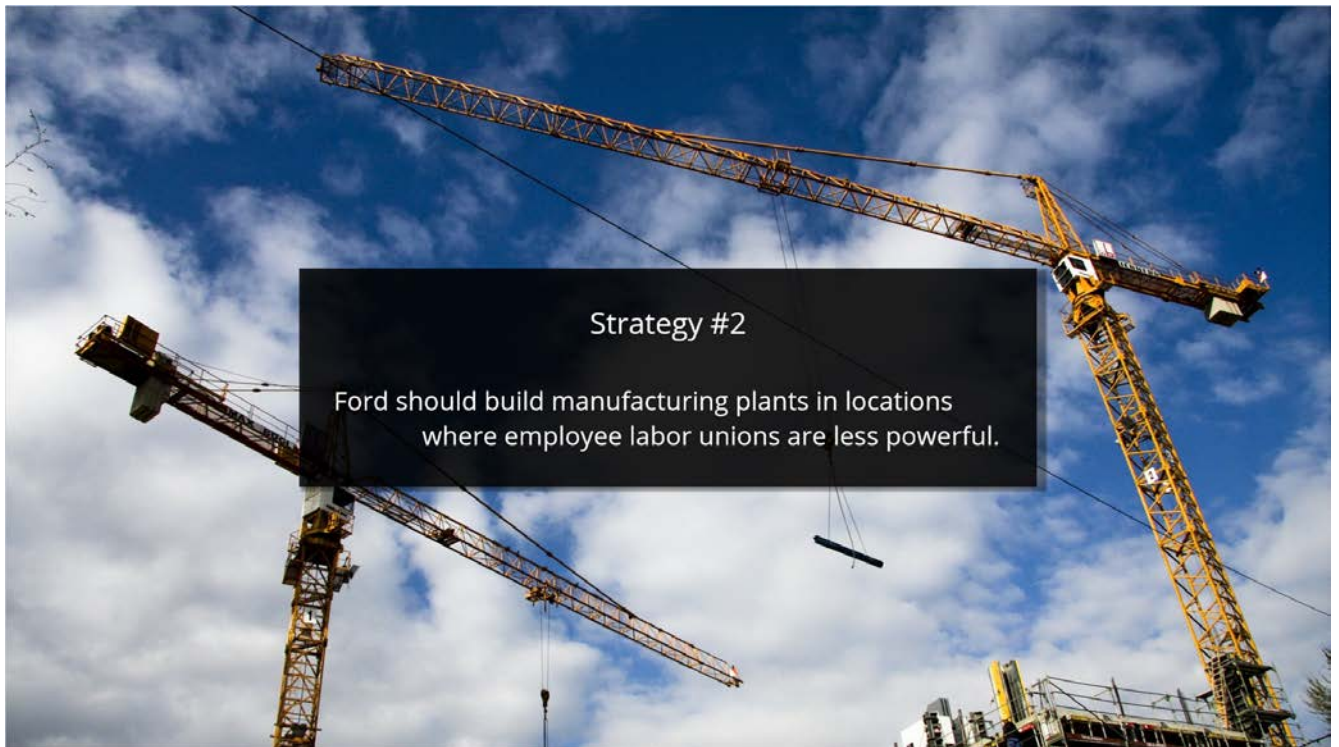 Strategy #2
Ford should build manufacturing plants in locations
where employee labor unions are less powerful.